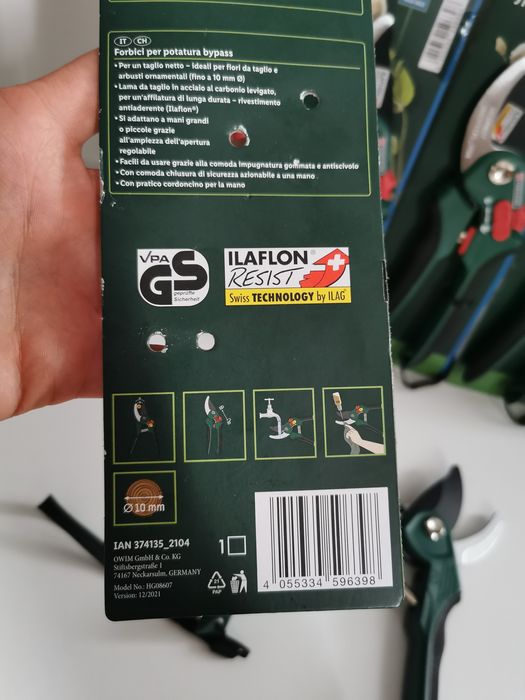 IT CH
Forbici per potatura bypass
• Per un taglio netto – ideali per fiori da taglio e
arbusti ornamentali (fino a 10 mm Ø)
• Lama da taglio in acciaio al carbonio levigato,
per un'affilatura di lunga durata – rivestimento
antiaderente (Ilaflon®)
• Si adattano a mani grandi
o piccole grazie
all'ampiezza dell'apertura
regolabile
• Facili da usare grazie alla comoda impugnatura gommata e antiscivolo
• Con comoda chiusura di sicurezza azionabile a una mano
• Con pratico cordoncino per la mano
VPA
GS
geprüfte
Sicherheit
ILAFLON®
RESIST
Swiss TECHNOLOGY by ILAG®
Ø 10 mm
IAN 374135_2104
1
OWIM GmbH & Co. KG
Stiftsbergstraße 1
74167 Neckarsulm, GERMANY
Model No.: HG08607
Version: 12/2021
21
PAP
4 055334 596398